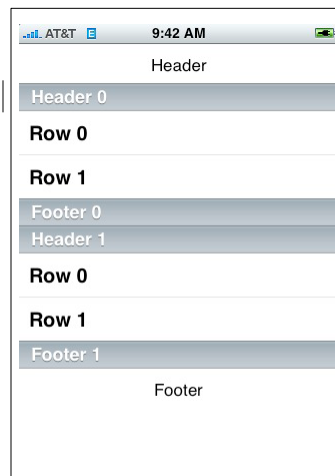 AT&T E 9:42 AM
Header
Header 0
Row 0
Row 1
Footer 0
Header 1
Row 0
Row 1
Footer 1
Footer